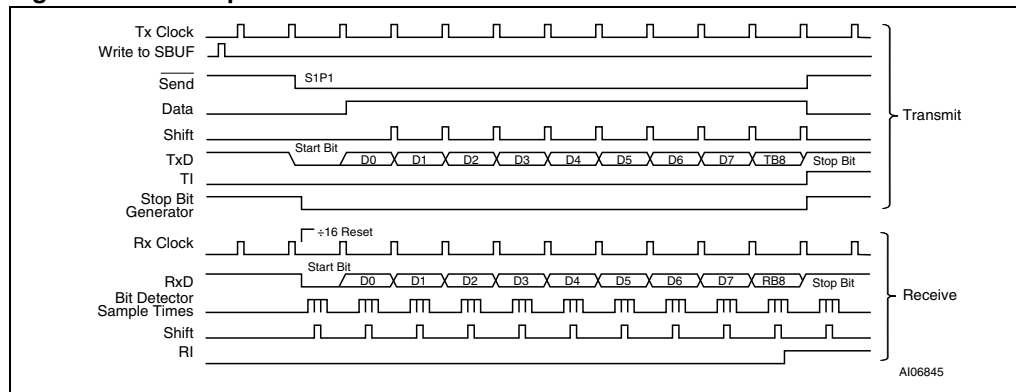 Tx Clock
Write to SBUF
Send
S1P1
Data
Transmit
Shift
Start Bit
TxD
D0 D1 D2 D3 D4 D5 D6 D7 TB8 Stop Bit
TI
Stop Bit
Generator
÷16 Reset
Rx Clock
Start Bit
RxD
D0 D1 D2 D3 D4 D5 D6 D7 RB8 Stop Bit
Bit Detector
Sample Times
Receive
Shift
RI
AI06845